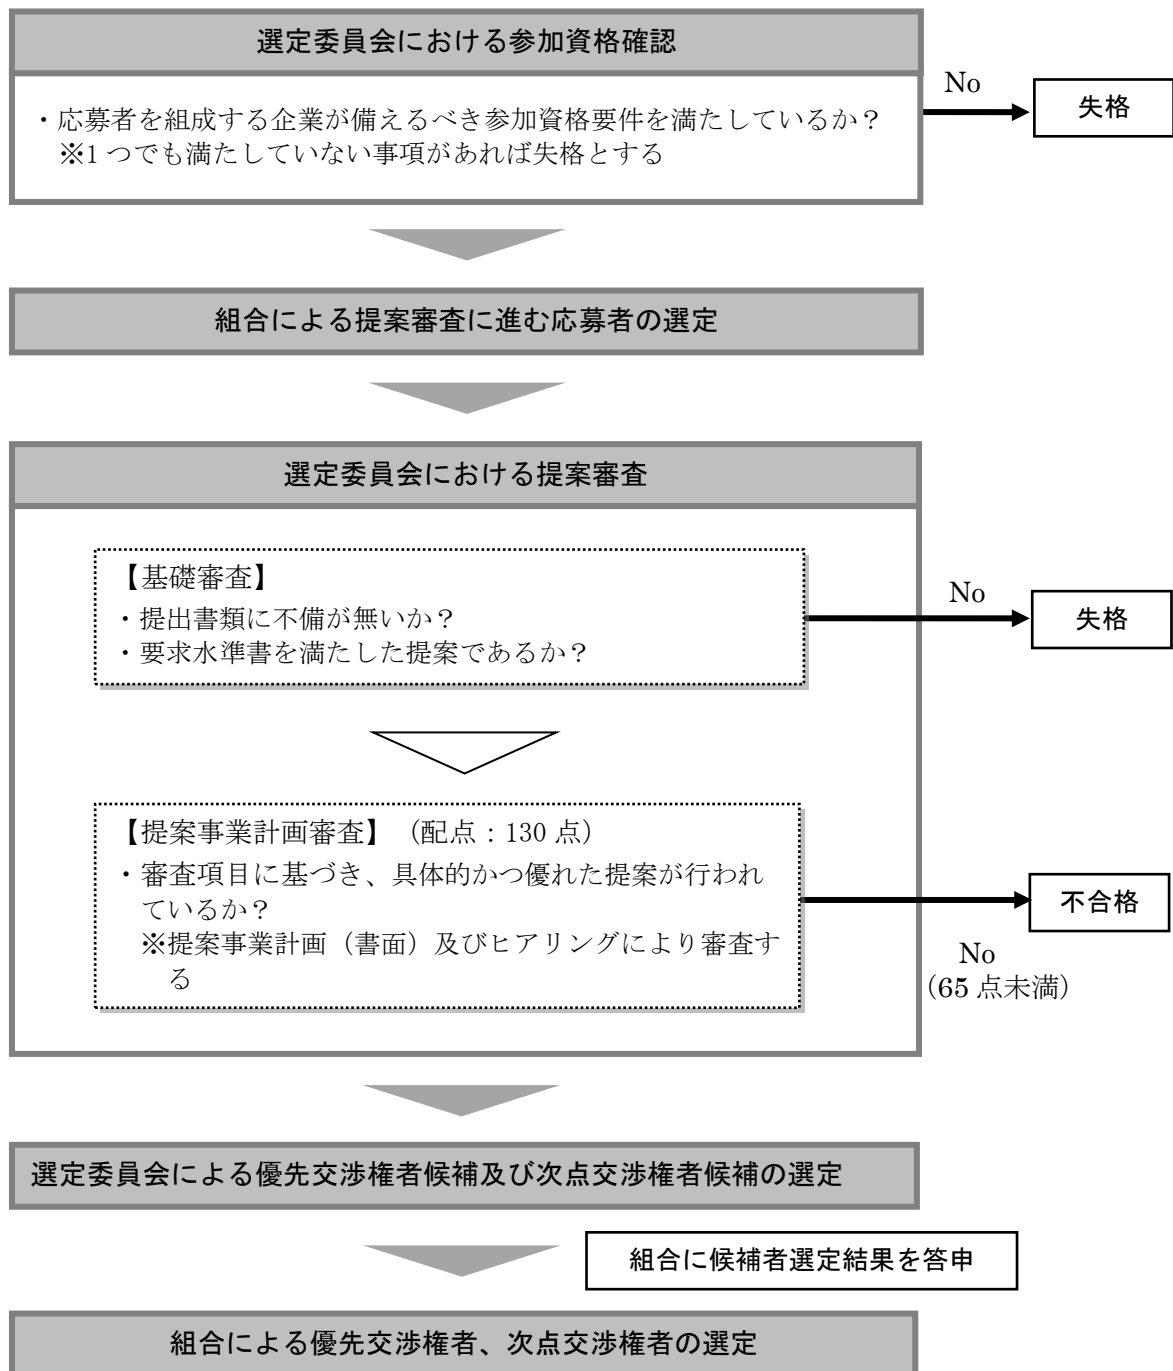 選定委員会における参加資格確認
・応募者を組成する企業が備えるべき参加資格要件を満たしているか？
※1つでも満たしていない事項があれば失格とする
No
失格
組合による提案審査に進む応募者の選定
選定委員会における提案審査
【基礎審査】
・提出書類に不備が無いか？
・要求水準書を満たした提案であるか？
No
失格
【提案事業計画審査】（配点：130 点）
・審査項目に基づき、具体的かつ優れた提案が行われ
ているか？
※提案事業計画（書面）及びヒアリングにより審査す
る
不合格
No
（65 点未満）
選定委員会による優先交渉権者候補及び次点交渉権者候補の選定
組合に候補者選定結果を答申
組合による優先交渉権者、次点交渉権者の選定